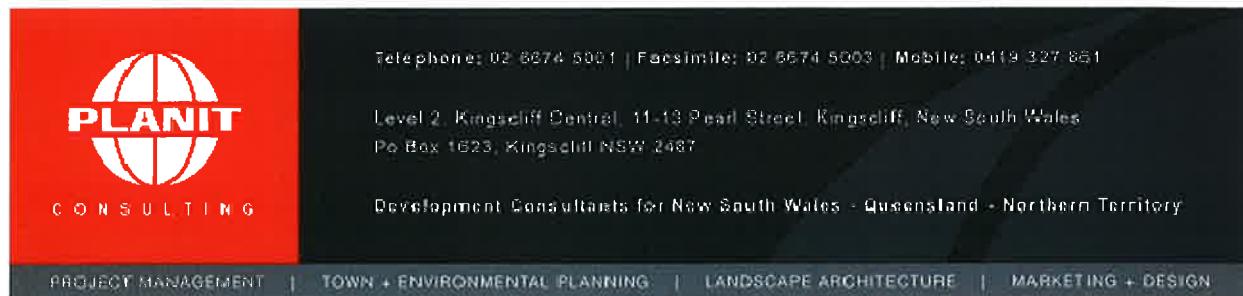 PLANIT
CONSULTING
Telephone: 02 6674 5001 | Facsimile: 02 6674 5003 | Mobile: 0419 327 861
Level 2, Kingscliff Central, 11-13 Pearl Street, Kingscliff, New South Wales
Po Box 1623, Kingscliff NSW 2487
Development Consultants for New South Wales - Queensland - Northern Territory
PROJECT MANAGEMENT | TOWN + ENVIRONMENTAL PLANNING | LANDSCAPE ARCHITECTURE | MARKETING + DESIGN